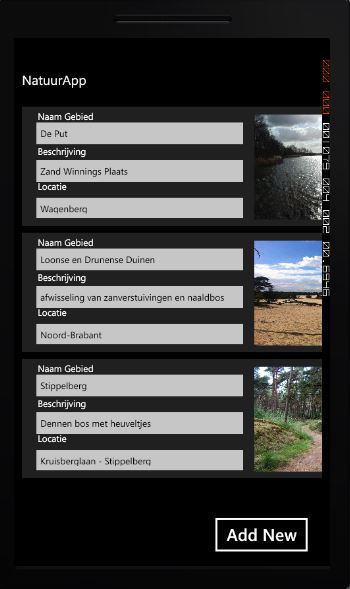 NatuurApp
Naam Gebied
De Put
Beschrijving
Zand Winnings Plaats
Locatie
Wagenberg
Naam Gebied
Loonse en Drunense Duinen
Beschrijving
afwisseling van zanverstuivingen en naaldbos
Locatie
Noord-Brabant
Naam Gebied
Stippelberg
Beschrijving
Dennen bos met heuveltjes
Locatie
Kruisberglaan - Stippelberg
Add New